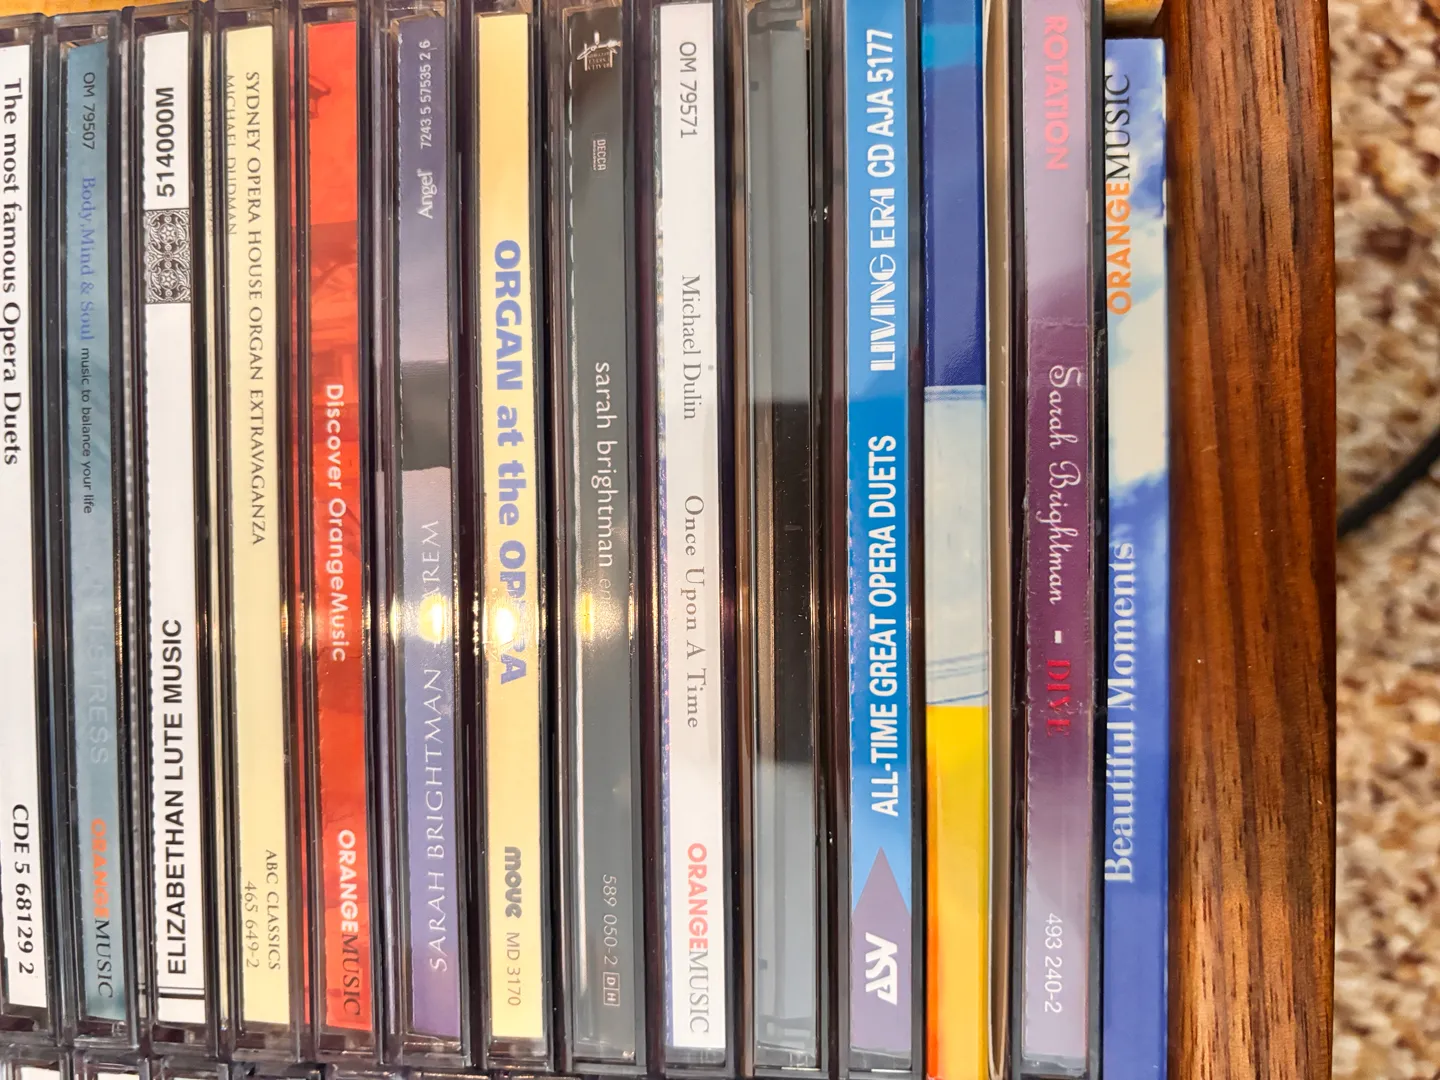 The most famous Opera Duets
CDE 5 68129 2
OM 79507
Body, Mind & Soul music to balance your life
ORANGEMUSIC
514000M
ELIZABETHAN LUTE MUSIC
SYDNEY OPERA HOUSE ORGAN EXTRAVAGANZA
MICHAEL DUDMAN
ABC CLASSICS
465 649-2
Discover OrangeMusic
ORANGEMUSIC
7243 5 57535 2 6
Angel
SARAH BRIGHTMAN
AREM
ORGAN at the
move MD 3170
DECCA
sarah brightman
589 050-2 DH
OM 79571
Michael Dulin
Once Upon A Time
ORANGEMUSIC
LIVING ERA CD AJA 5177
ALL-TIME GREAT OPERA DUETS
ASV
ROTATION
Sarah Brightman - DIVE
493 240-2
ORANGEMUSIC
Beautiful Moments